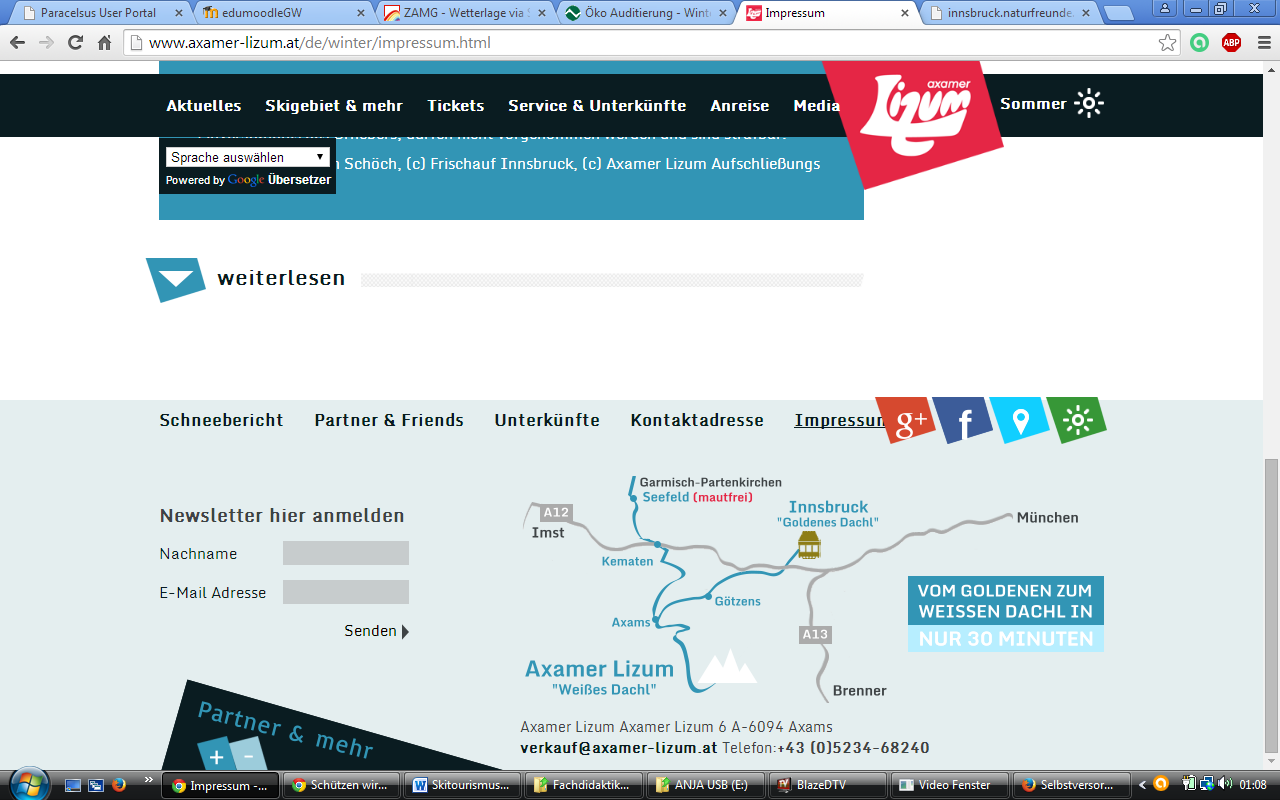 Paracelsus User Portal
edumoodleGW
ZAMG - Wetterlage via S
Öko Auditierung - Winte
Impressum
innsbruck.naturfreunde.
www.axamer-lizum.at/de/winter/impressum.html
ABP
Aktuelles Skigebiet & mehr Tickets Service & Unterkünfte Anreise Media
axamer Lizum
Sommer
Sprache auswählen
Powered by Google Übersetzer
Schöch, (c) Frischauf Innsbruck, (c) Axamer Lizum Aufschließungs
weiterlesen
Schneebericht Partner & Friends Unterkünfte Kontaktadresse Impressum
g+ f
Newsletter hier anmelden
Nachname
E-Mail Adresse
Senden
Garmisch-Partenkirchen
Seefeld (mautfrei)
A12
Imst
Innsbruck
"Goldenes Dachl"
München
Kematen
Götzens
Axams
A13
Axamer Lizum
"Weißes Dachl"
Brenner
VOM GOLDENEN ZUM
WEISSEN DACHL IN
NUR 30 MINUTEN
Axamer Lizum Axamer Lizum 6 A-6094 Axams
verkauf@axamer-lizum.at Telefon:+43 (0)5234-68240
Partner & mehr
+ −
Impressum -...
Schützen wir...
Skitourismus...
Fachdidaktik...
ANJA USB (E:)
BlazeDTV
Video Fenster
Selbstversor...
01:08